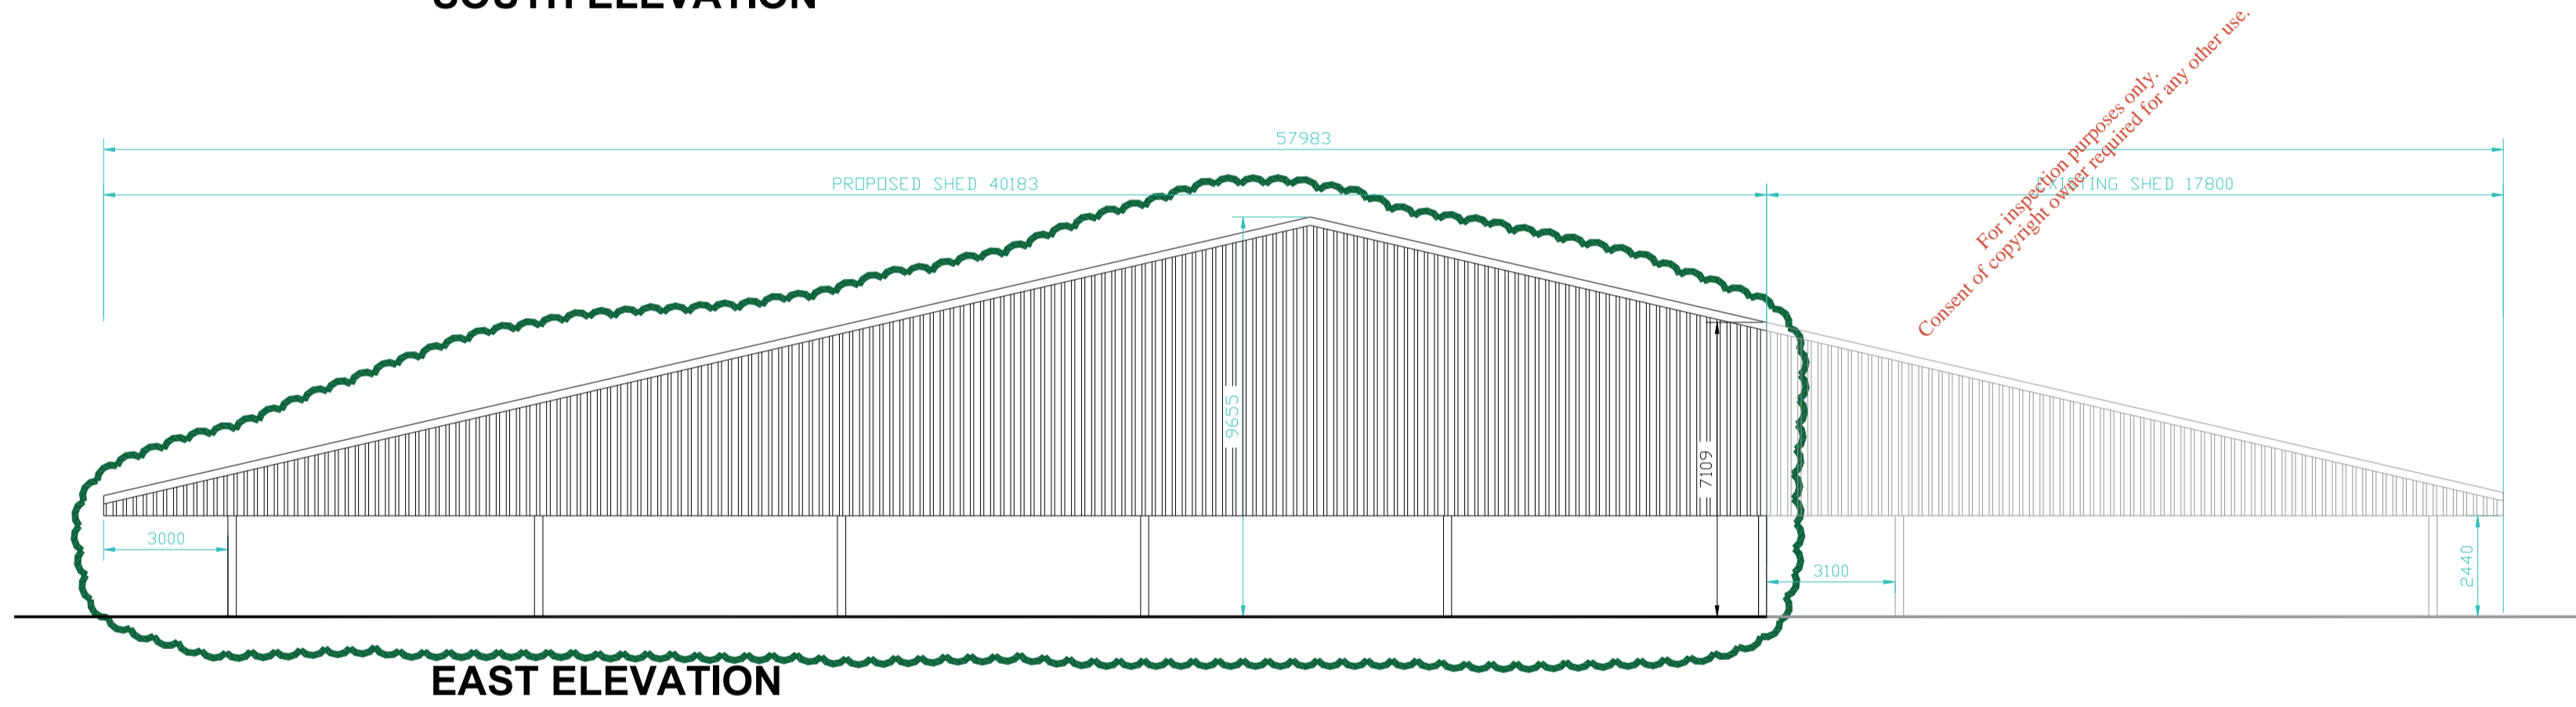 SOUTH ELEVATION
57983
PROPOSED SHED 40183
EXISTING SHED 17800
For inspection purposes only.
Consent of copyright owner required for any other use.
9655
7109
3000
3100
2440
EAST ELEVATION